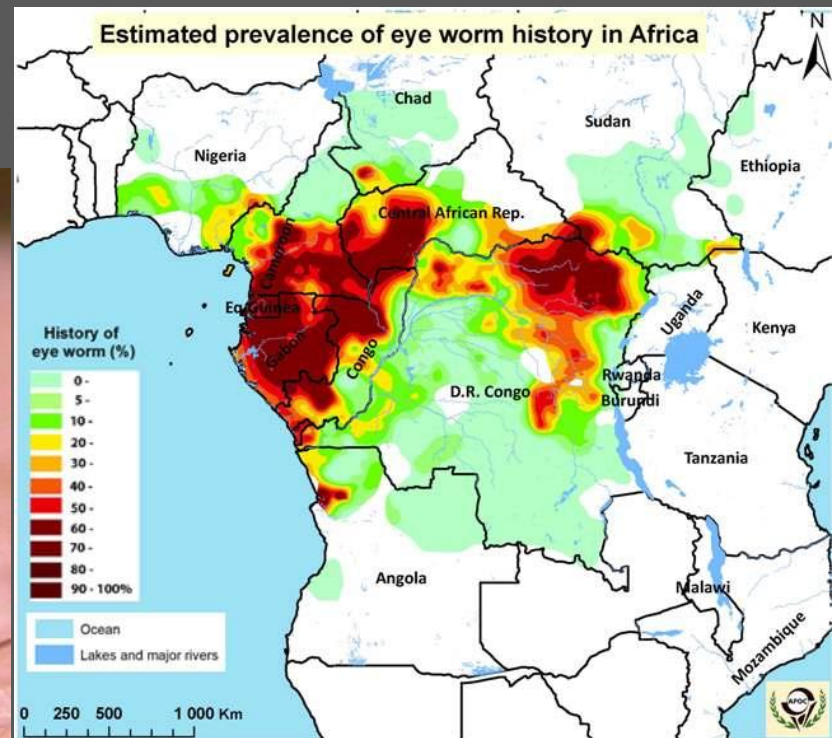 Estimated prevalence of eye worm history in Africa
N
Chad
Sudan
Nigeria
Ethiopia
Central African Rep.
Cameroon
Eq Guinea
Gabon
Congo
Uganda
Kenya
D.R. Congo
Rwanda
Burundi
Tanzania
Angola
Malawi
Mozambique
History of
eye worm (%)
0 -
5 -
10 -
20 -
30 -
40 -
50 -
60 -
70 -
80 -
90 - 100%
Ocean
Lakes and major rivers
0 250 500 1 000 Km
APOC